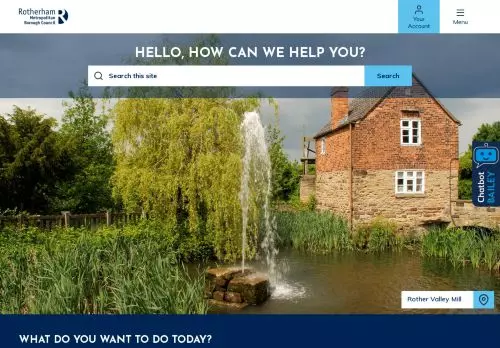 Rotherham
Metropolitan
Borough Council
Your
Account
Menu
HELLO, HOW CAN WE HELP YOU?
Search this site
Search
Chatbot
BAILEY
Rother Valley Mill
WHAT DO YOU WANT TO DO TODAY?